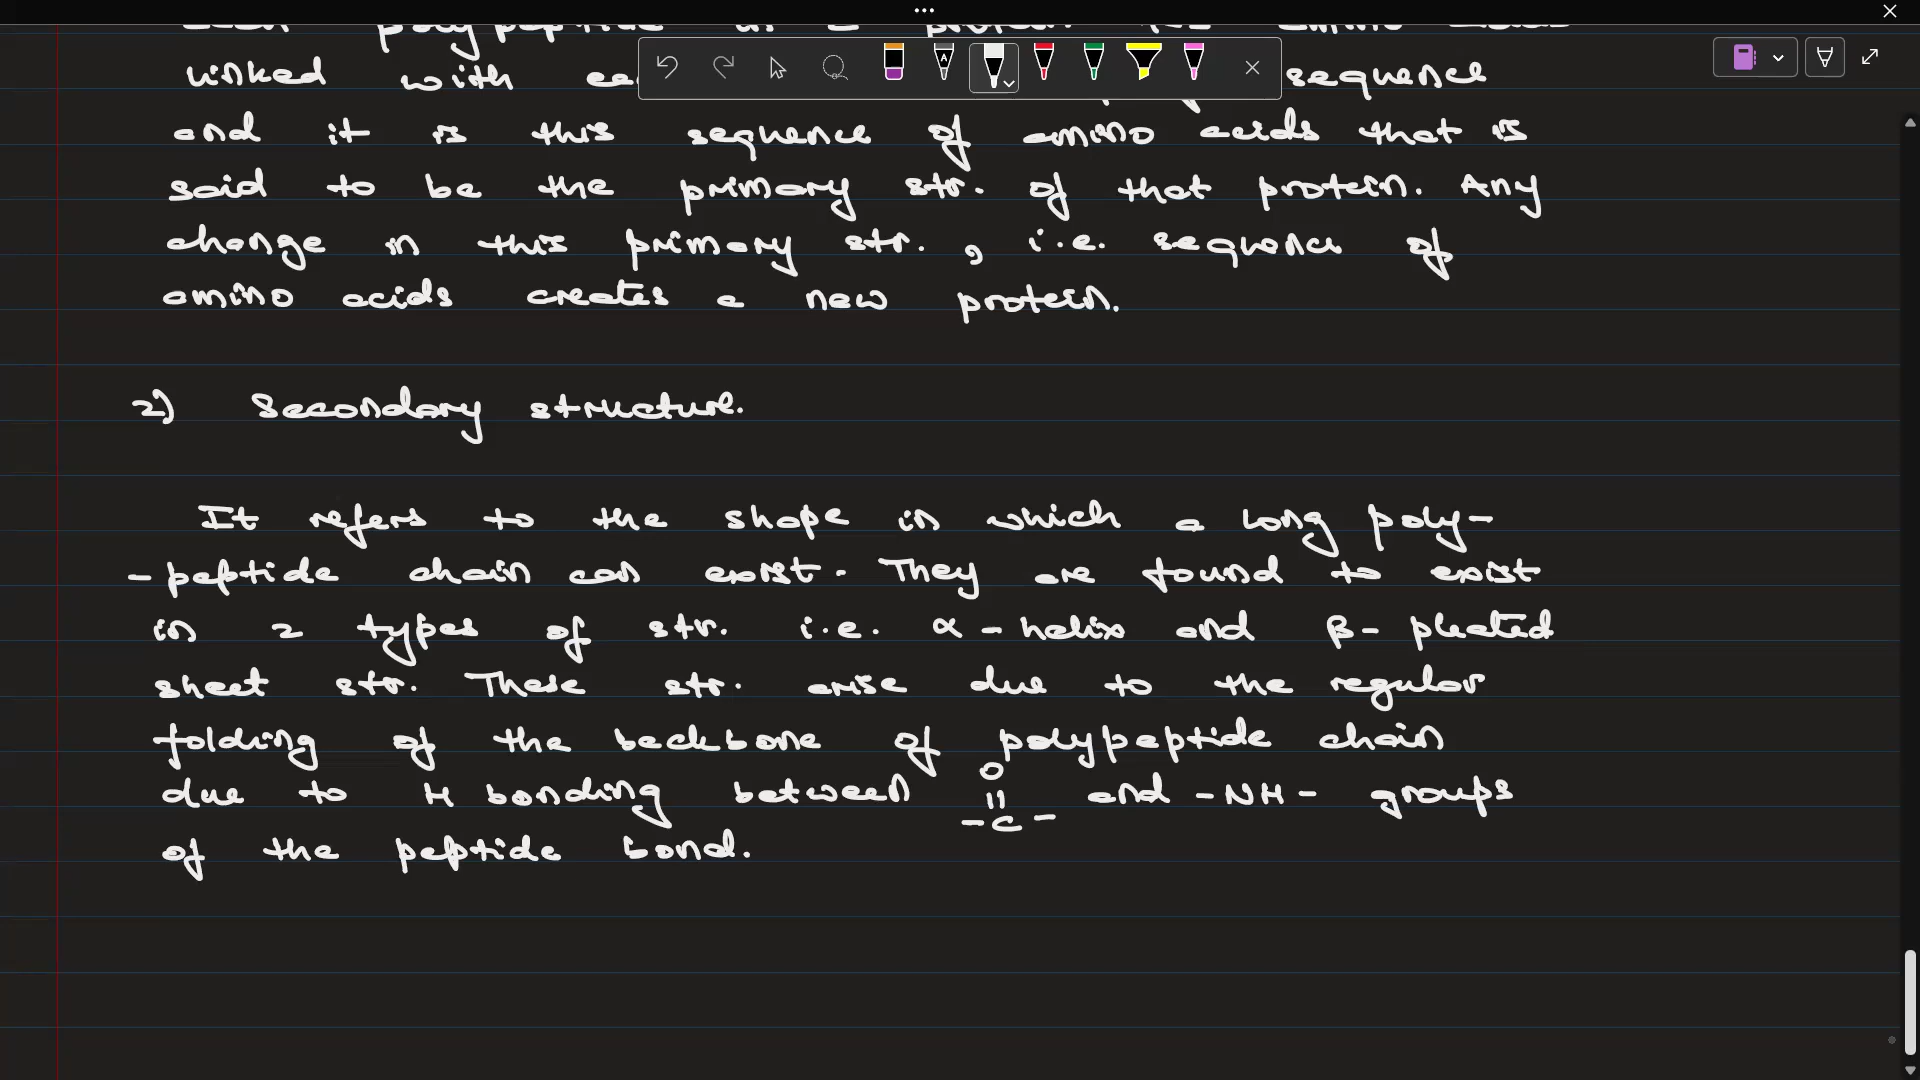 polypeptide in a protein
linked with sequence
and it is this sequence of amino acids that is
said to be the primary str. of that protein. Any
change in this primary str., i.e. sequence of
amino acids creates a new protein.
2) Secondary structure.
It refers to the shape in which a long poly-
-peptide chain can exist. They are found to exist
in 2 types of str. i.e. α-helix and β-pleated
sheet str. These str. arise due to the regular
folding of the backbone of polypeptide chain
due to H bonding between -C(=O)- and -NH- groups
of the peptide bond.